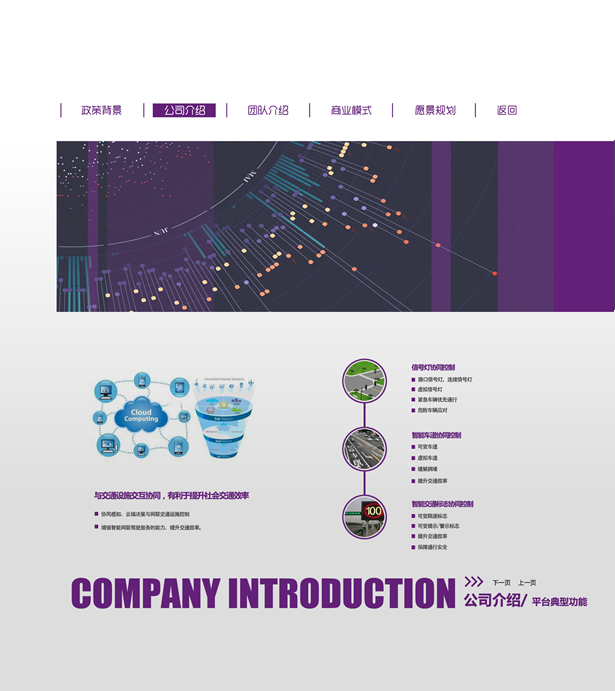 政策背景
公司介绍
团队介绍
商业模式
愿景规划
返回
MAI
JUN
Cloud
Computing
与交通设施交互协同，有利于提升社会交通效率
协同感知、云端决策与网联交通设施控制
增强智能网联驾驶服务的能力、提升交通效率。
信号灯协同控制
路口信号灯，连续信号灯
虚拟信号灯
紧急车辆优先通行
危险车辆应对
智能车道协同控制
可变车道
虚拟车道
缓解拥堵
提升交通效率
100
智能交通标志协同控制
可变限速标志
可变提示/警示标志
提升交通效率
保障通行安全
COMPANY INTRODUCTION
下一页 上一页
公司介绍/ 平台典型功能